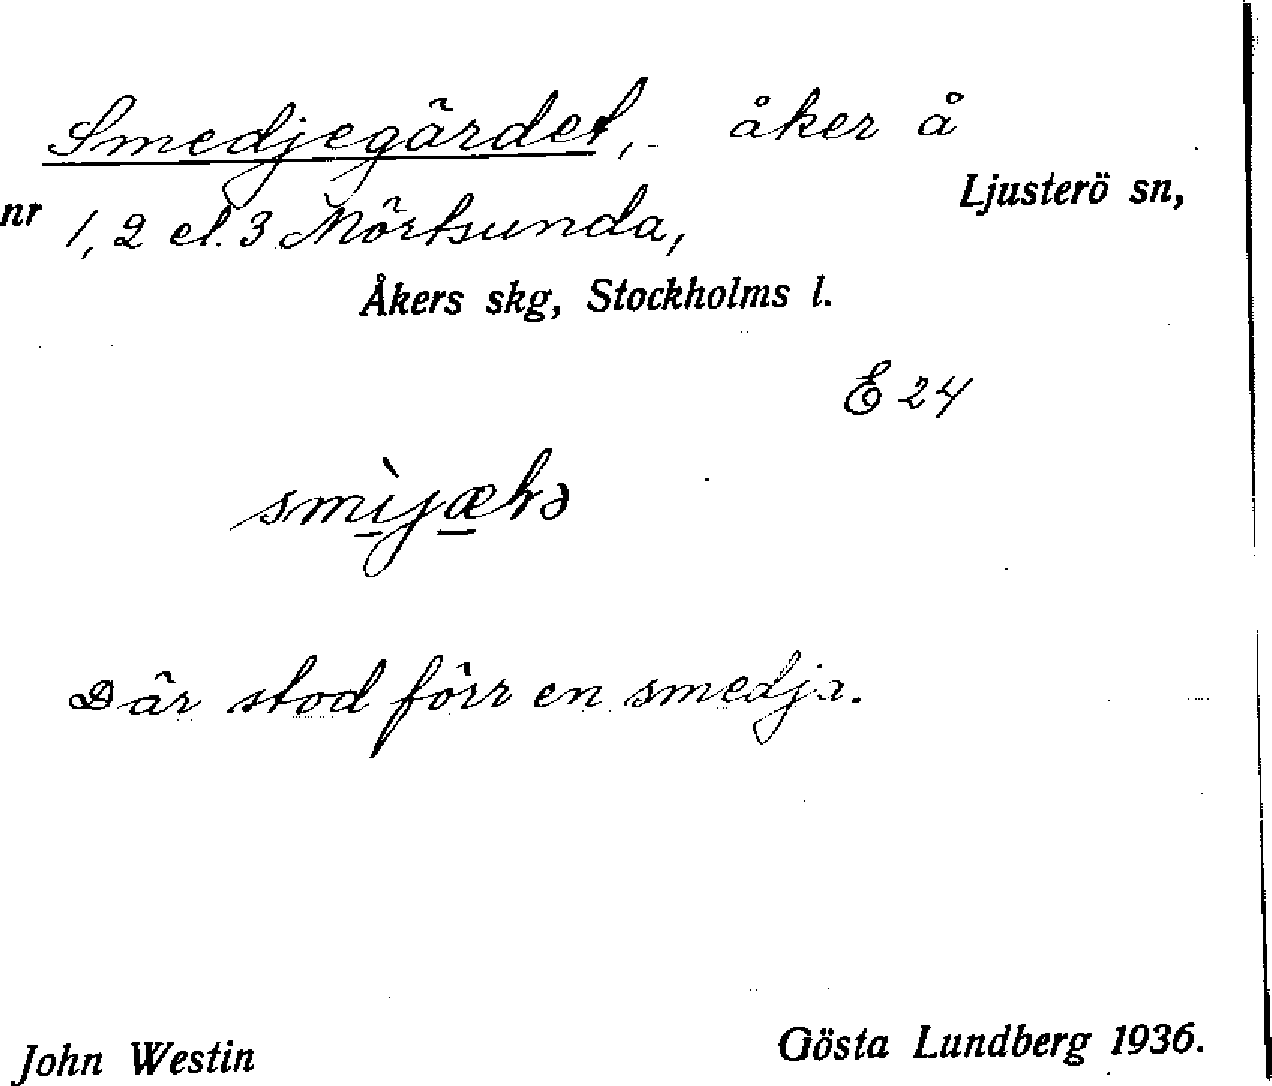 Smedjegärdet, åker å
Ljusterö sn,
nr 1, 2 el. 3 Mörtsunda,
Åkers skg, Stockholms l.
E 24
Där stod förr en smedja.
John Westin Gösta Lundberg 1936.